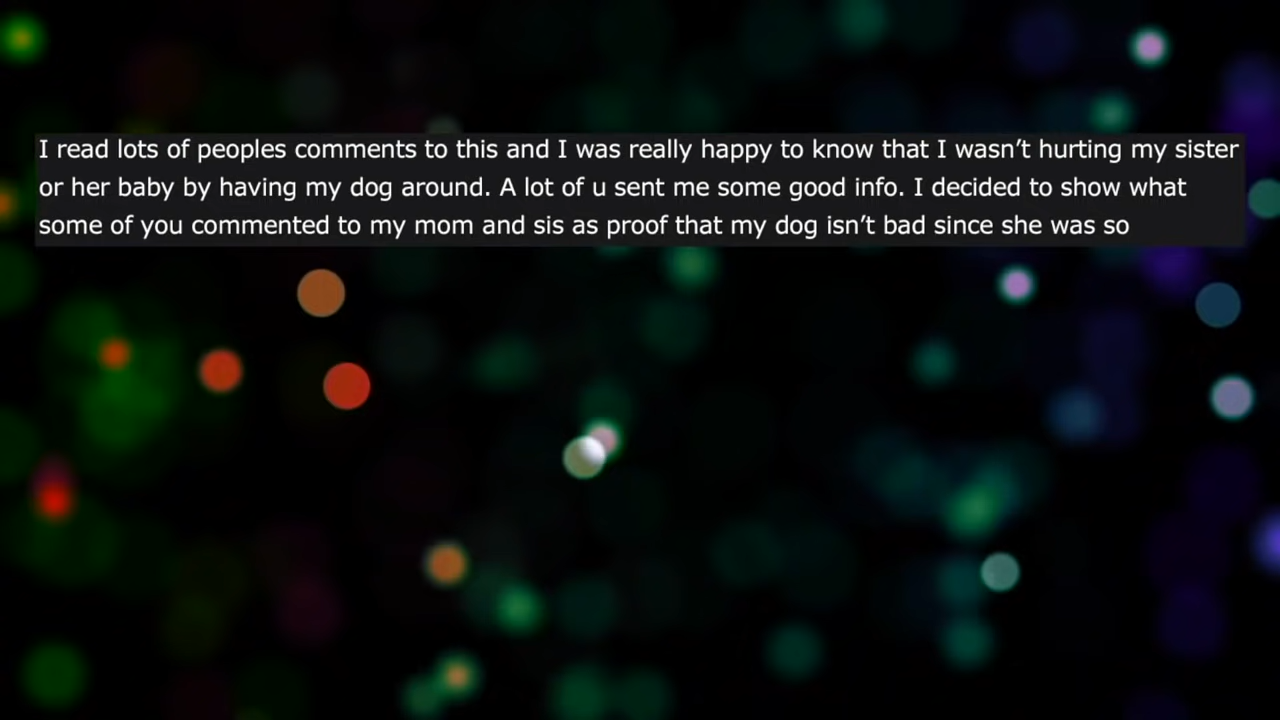 I read lots of peoples comments to this and I was really happy to know that I wasn’t hurting my sister
or her baby by having my dog around. A lot of u sent me some good info. I decided to show what
some of you commented to my mom and sis as proof that my dog isn’t bad since she was so